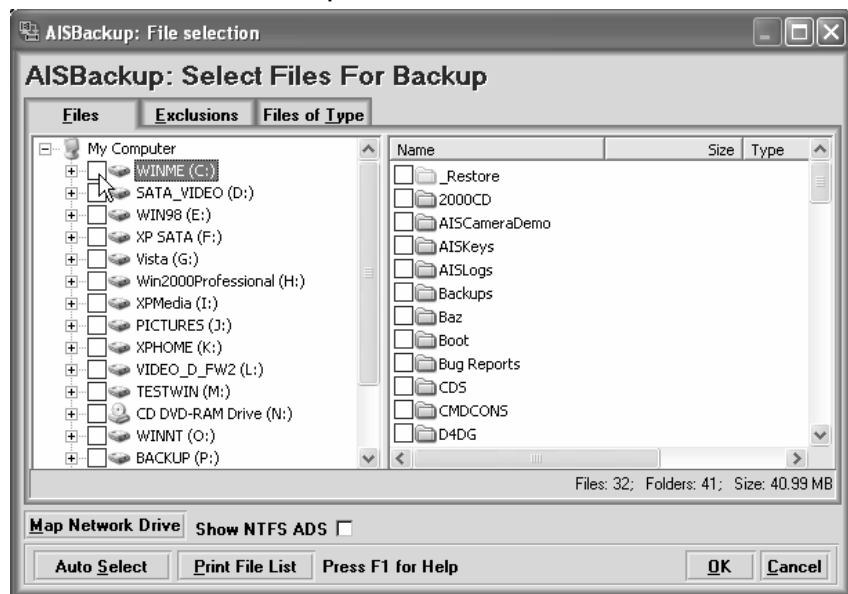 AISBackup: File selection
AISBackup: Select Files For Backup
Files Exclusions Files of Type
My Computer
WINME (C:)
SATA_VIDEO (D:)
WIN98 (E:)
XP SATA (F:)
Vista (G:)
Win2000Professional (H:)
XPMedia (I:)
PICTURES (J:)
XPHOME (K:)
VIDEO_D_FW2 (L:)
TESTWIN (M:)
CD DVD-RAM Drive (N:)
WINNT (O:)
BACKUP (P:)
Name Size Type
_Restore
2000CD
AISCameraDemo
AISKeys
AISLogs
Backups
Baz
Boot
Bug Reports
CDS
CMDCONS
D4DG
Files: 32; Folders: 41; Size: 40.99 MB
Map Network Drive Show NTFS ADS
Auto Select Print File List Press F1 for Help OK Cancel